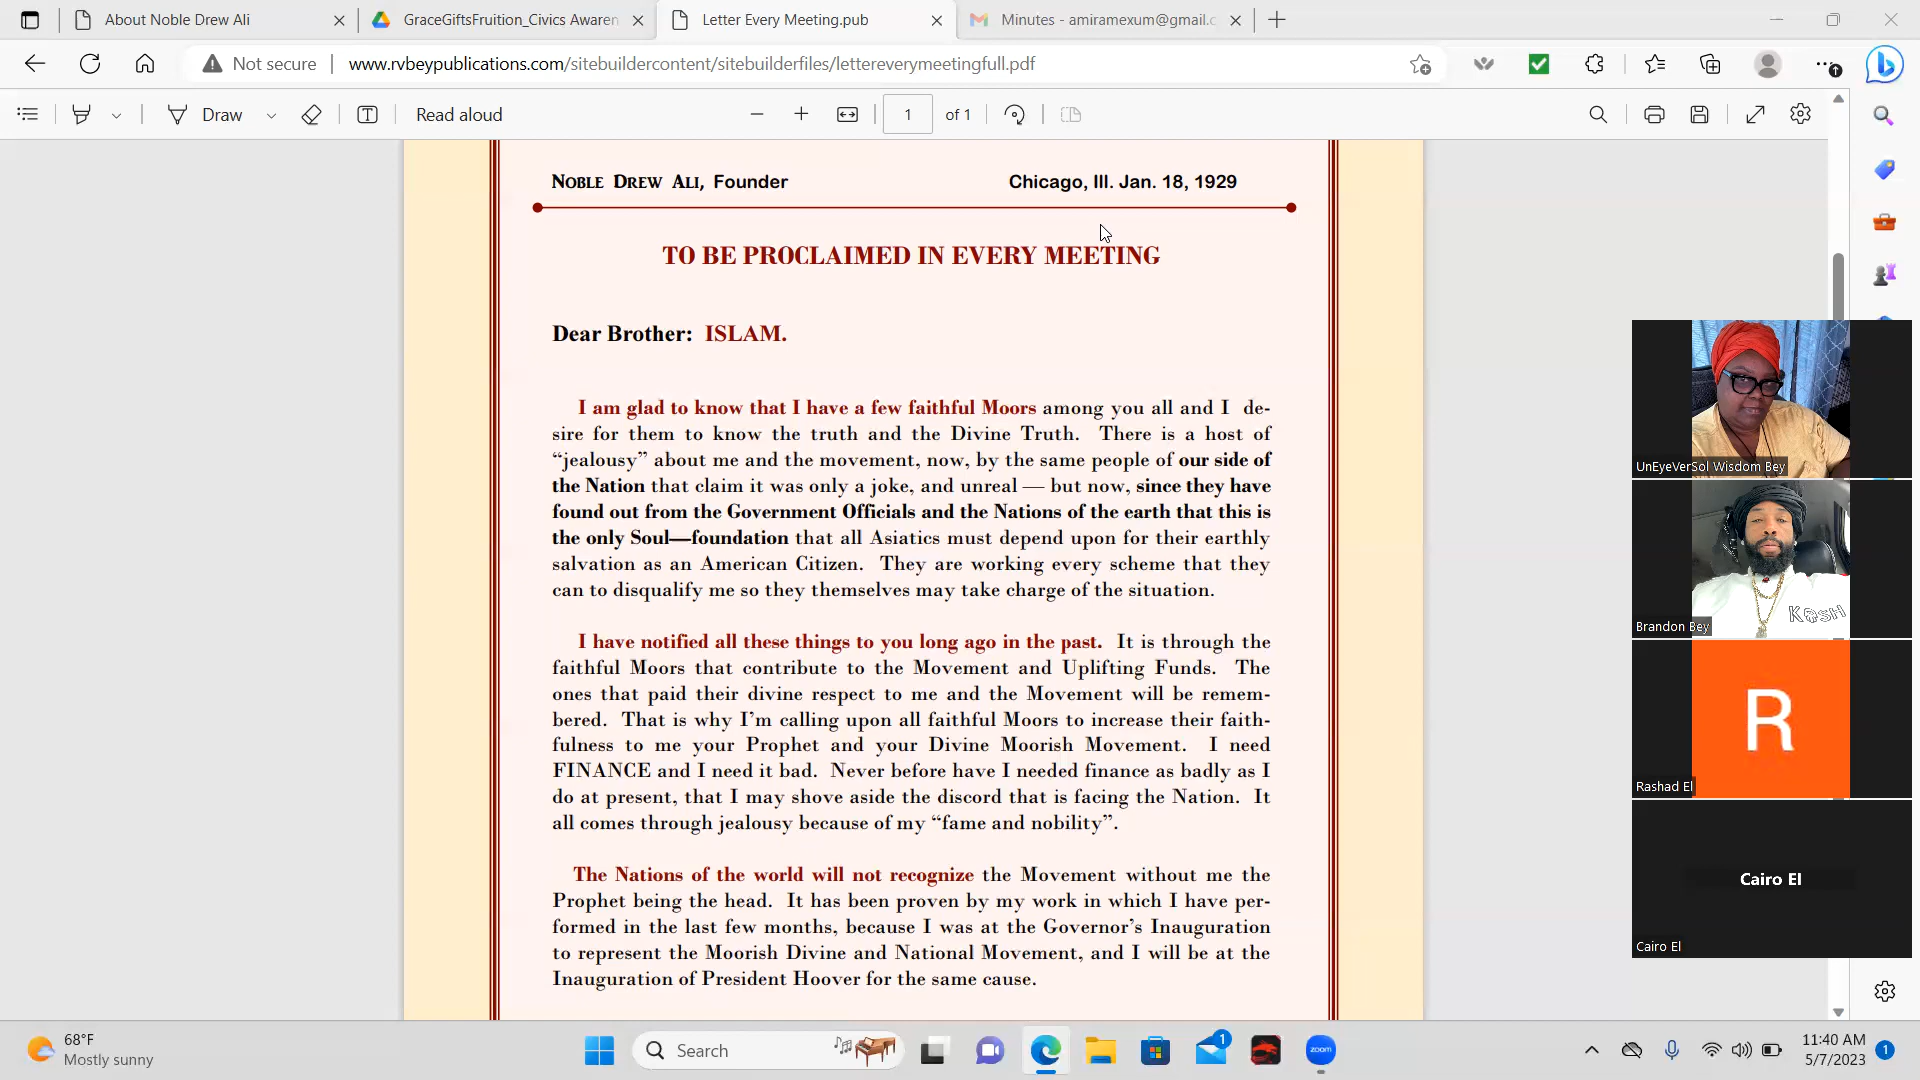 About Noble Drew Ali
GraceGiftsFruition_Civics Awaren
Letter Every Meeting.pub
Minutes - amiramexum@gmail.c
Not secure
www.rvbeypublications.com/sitebuildercontent/sitebuilderfiles/lettereverymeetingfull.pdf
Draw
Read aloud
1
of 1
NOBLE DREW ALI, Founder
Chicago, Ill. Jan. 18, 1929
TO BE PROCLAIMED IN EVERY MEETING
Dear Brother: ISLAM.
I am glad to know that I have a few faithful Moors among you all and I de-
sire for them to know the truth and the Divine Truth. There is a host of
“jealousy” about me and the movement, now, by the same people of our side of
the Nation that claim it was only a joke, and unreal — but now, since they have
found out from the Government Officials and the Nations of the earth that this is
the only Soul—foundation that all Asiatics must depend upon for their earthly
salvation as an American Citizen. They are working every scheme that they
can to disqualify me so they themselves may take charge of the situation.
I have notified all these things to you long ago in the past. It is through the
faithful Moors that contribute to the Movement and Uplifting Funds. The
ones that paid their divine respect to me and the Movement will be remem-
bered. That is why I’m calling upon all faithful Moors to increase their faith-
fulness to me your Prophet and your Divine Moorish Movement. I need
FINANCE and I need it bad. Never before have I needed finance as badly as I
do at present, that I may shove aside the discord that is facing the Nation. It
all comes through jealousy because of my “fame and nobility”.
The Nations of the world will not recognize the Movement without me the
Prophet being the head. It has been proven by my work in which I have per-
formed in the last few months, because I was at the Governor’s Inauguration
to represent the Moorish Divine and National Movement, and I will be at the
Inauguration of President Hoover for the same cause.
UnEyeVerSol Wisdom Bey
K@SH
Brandon Bey
R
Rashad El
Cairo El
Cairo El
68°F
Mostly sunny
Search
1
zoom
11:40 AM
5/7/2023
1